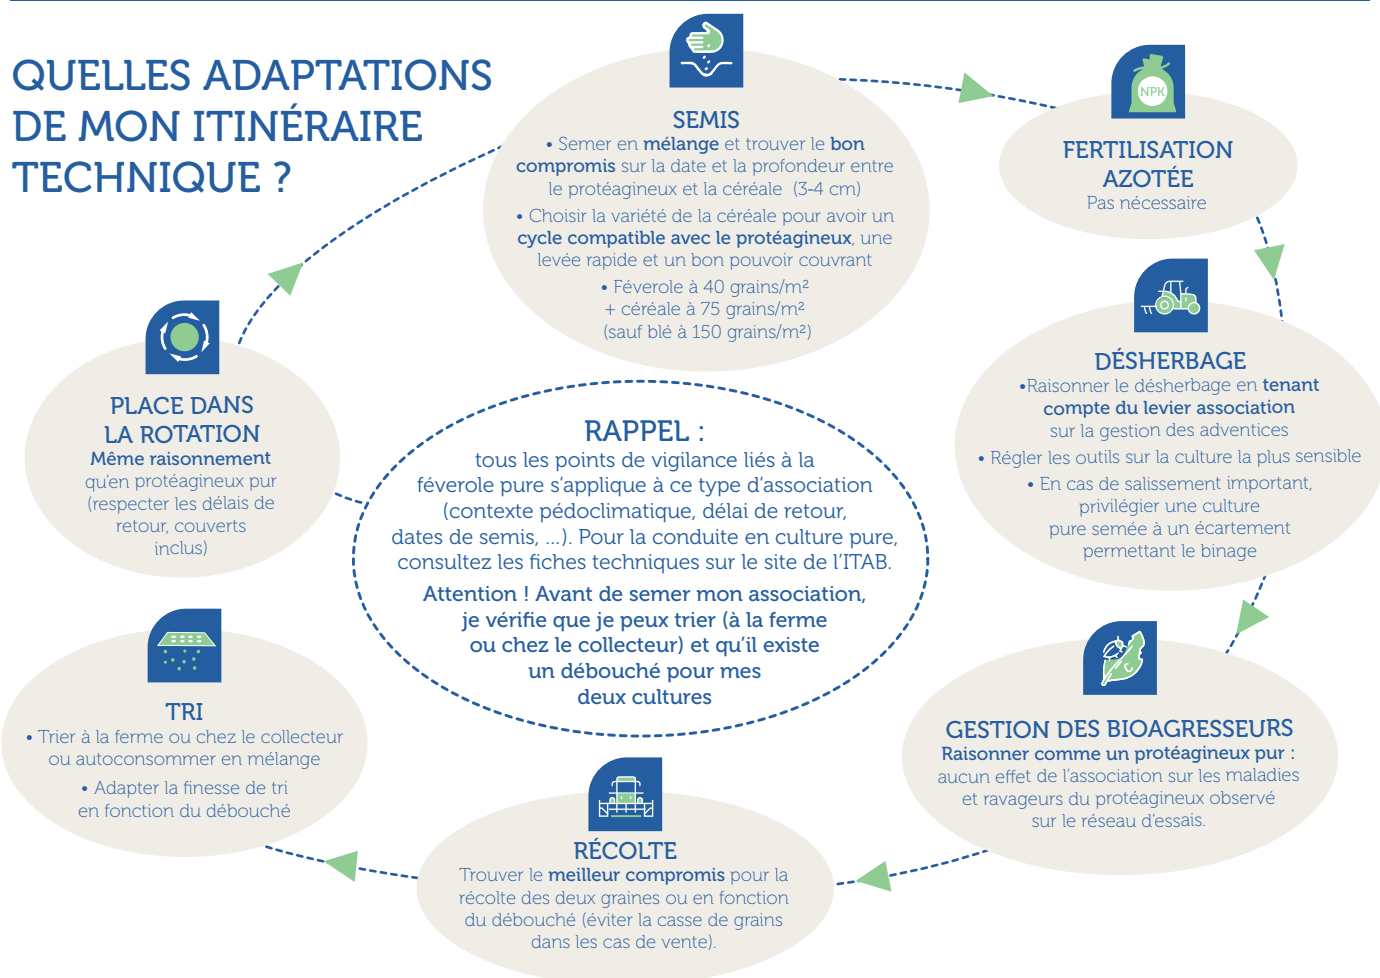 QUELLES ADAPTATIONS
DE MON ITINÉRAIRE
TECHNIQUE ?
PLACE DANS
LA ROTATION
Même raisonnement
qu’en protéagineux pur
(respecter les délais de
retour, couverts
inclus)
SEMIS
• Semer en mélange et trouver le bon
compromis sur la date et la profondeur entre
le protéagineux et la céréale (3-4 cm)
• Choisir la variété de la céréale pour avoir un
cycle compatible avec le protéagineux, une
levée rapide et un bon pouvoir couvrant
• Féverole à 40 grains/m²
+ céréale à 75 grains/m²
(sauf blé à 150 grains/m²)
NPK
FERTILISATION
AZOTÉE
Pas nécessaire
DÉSHERBAGE
•Raisonner le désherbage en tenant
compte du levier association
sur la gestion des adventices
• Régler les outils sur la culture la plus sensible
• En cas de salissement important,
privilégier une culture
pure semée à un écartement
permettant le binage
GESTION DES BIOAGRESSEURS
Raisonner comme un protéagineux pur :
aucun effet de l’association sur les maladies
et ravageurs du protéagineux observé
sur le réseau d’essais.
RÉCOLTE
Trouver le meilleur compromis pour la
récolte des deux graines ou en fonction
du débouché (éviter la casse de grains
dans les cas de vente).
TRI
• Trier à la ferme ou chez le collecteur
ou autoconsommer en mélange
• Adapter la finesse de tri
en fonction du débouché
RAPPEL :
tous les points de vigilance liés à la
féverole pure s’applique à ce type d’association
(contexte pédoclimatique, délai de retour,
dates de semis, ...). Pour la conduite en culture pure,
consultez les fiches techniques sur le site de l’ITAB.
Attention ! Avant de semer mon association,
je vérifie que je peux trier (à la ferme
ou chez le collecteur) et qu’il existe
un débouché pour mes
deux cultures